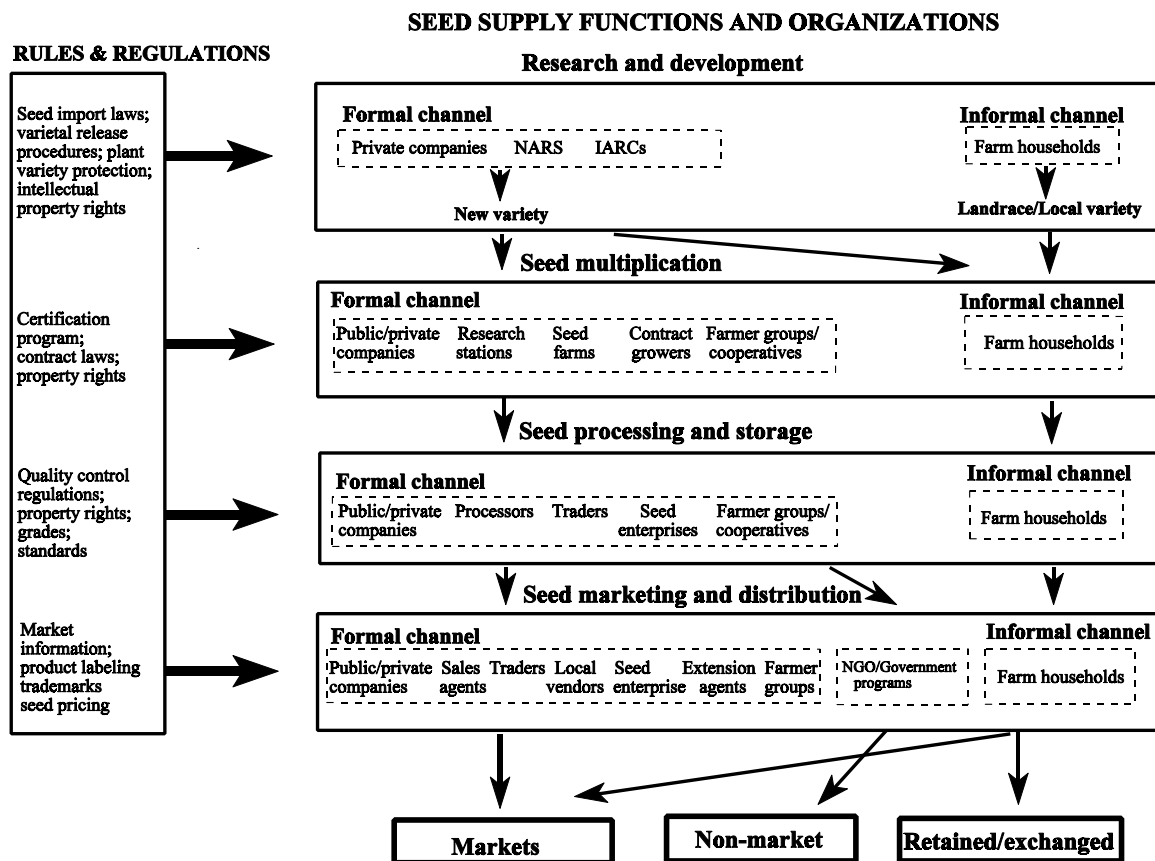 SEED SUPPLY FUNCTIONS AND ORGANIZATIONS
RULES & REGULATIONS
Research and development
Seed import laws;
varietal release
procedures; plant
variety protection;
intellectual
property rights
Formal channel
Private companies NARS IARCs
New variety
Informal channel
Farm households
Landrace/Local variety
Seed multiplication
Certification
program;
contract laws;
property rights
Formal channel
Public/private Research Seed Contract Farmer groups/
companies stations farms growers cooperatives
Informal channel
Farm households
Seed processing and storage
Quality control
regulations;
property rights;
grades;
standards
Formal channel
Public/private Processors Traders Seed Farmer groups/
companies enterprises cooperatives
Informal channel
Farm households
Seed marketing and distribution
Market
information;
product labeling
trademarks
seed pricing
Formal channel
Public/private Sales Traders Local Seed Extension Farmer
companies agents vendors enterprise agents groups
NGO/Government
programs
Informal channel
Farm households
Markets
Non-market
Retained/exchanged